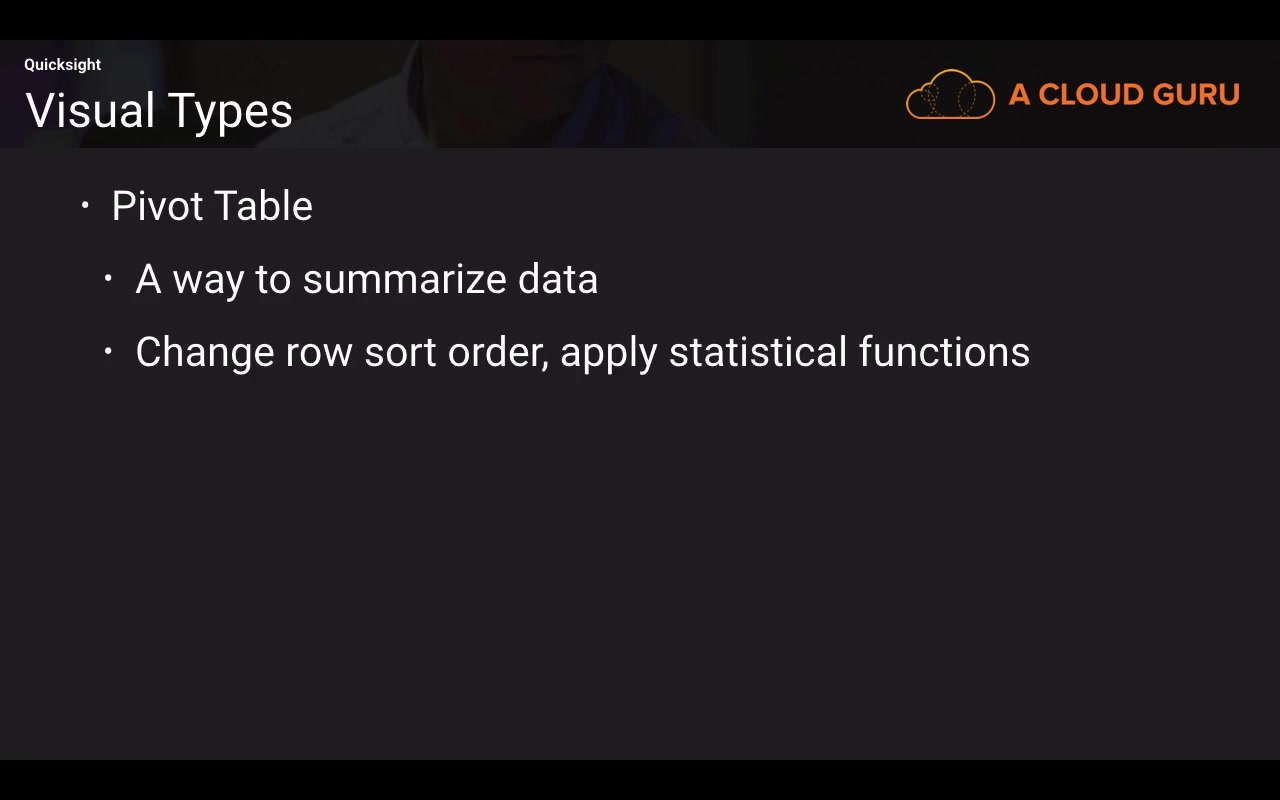 Quicksight
Visual Types
A CLOUD GURU
• Pivot Table
• A way to summarize data
• Change row sort order, apply statistical functions